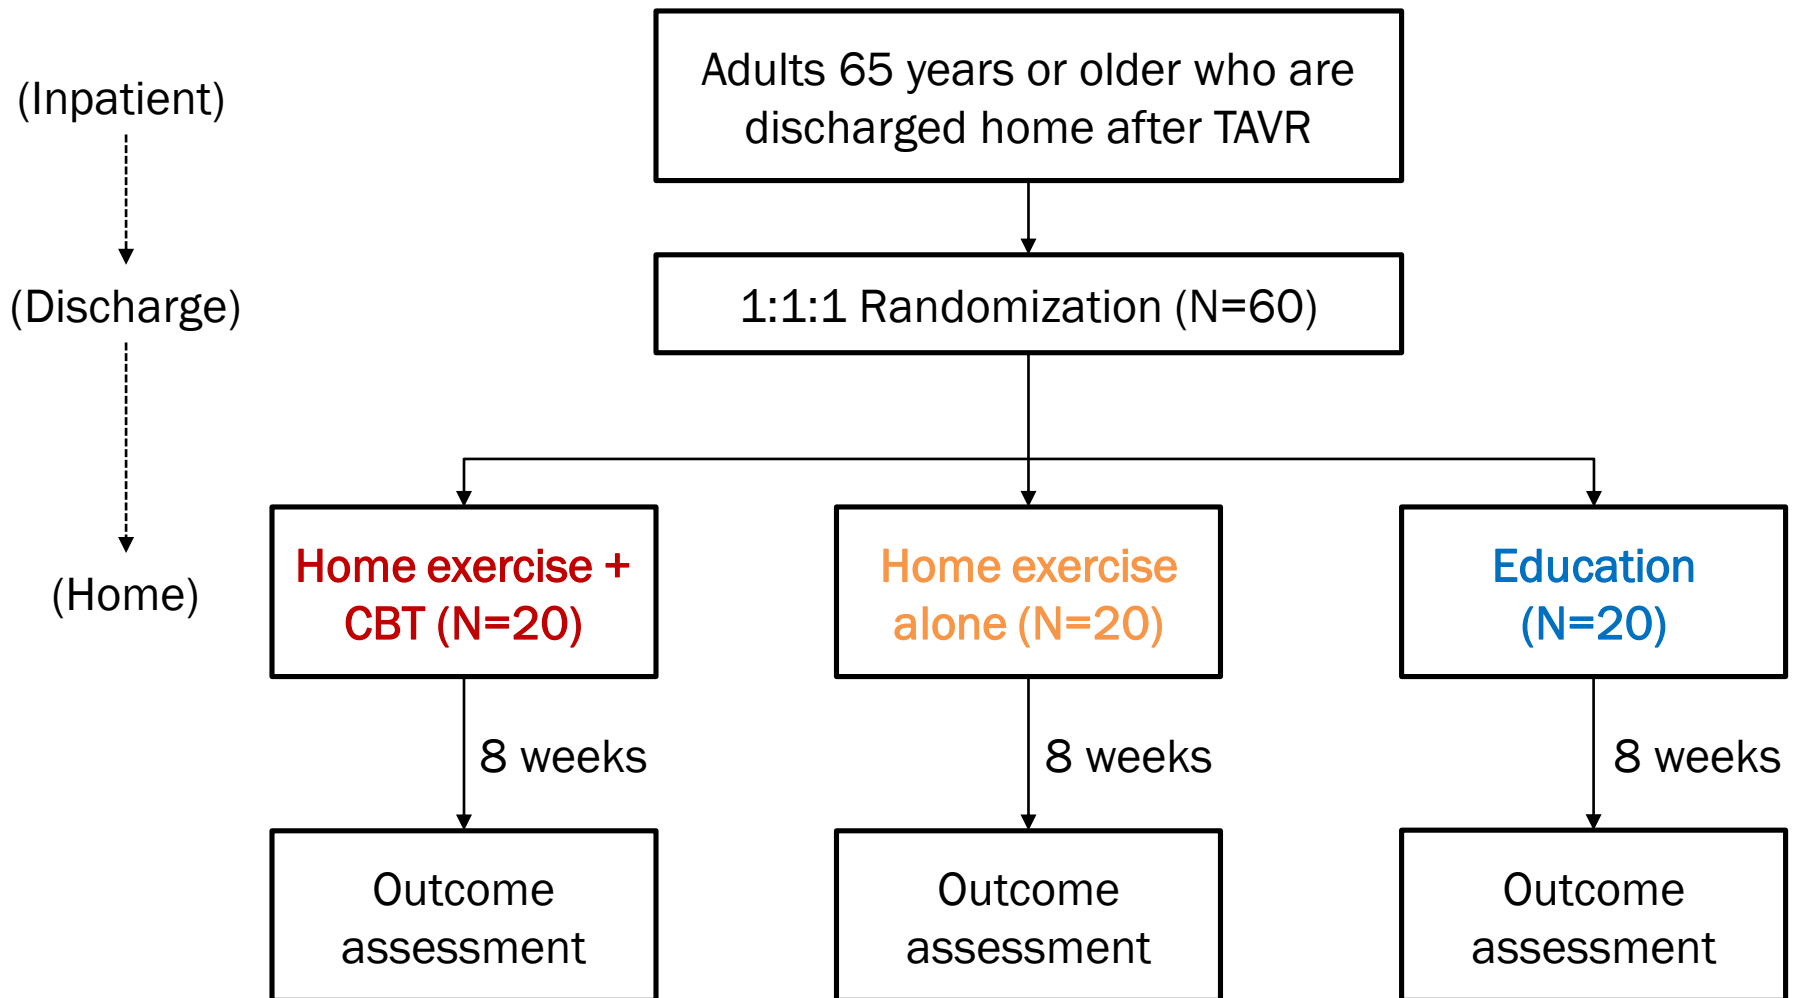 (Inpatient)
Adults 65 years or older who are
discharged home after TAVR
(Discharge)
1:1:1 Randomization (N=60)
(Home)
Home exercise +
CBT (N=20)
Home exercise
alone (N=20)
Education
(N=20)
8 weeks
8 weeks
8 weeks
Outcome
assessment
Outcome
assessment
Outcome
assessment